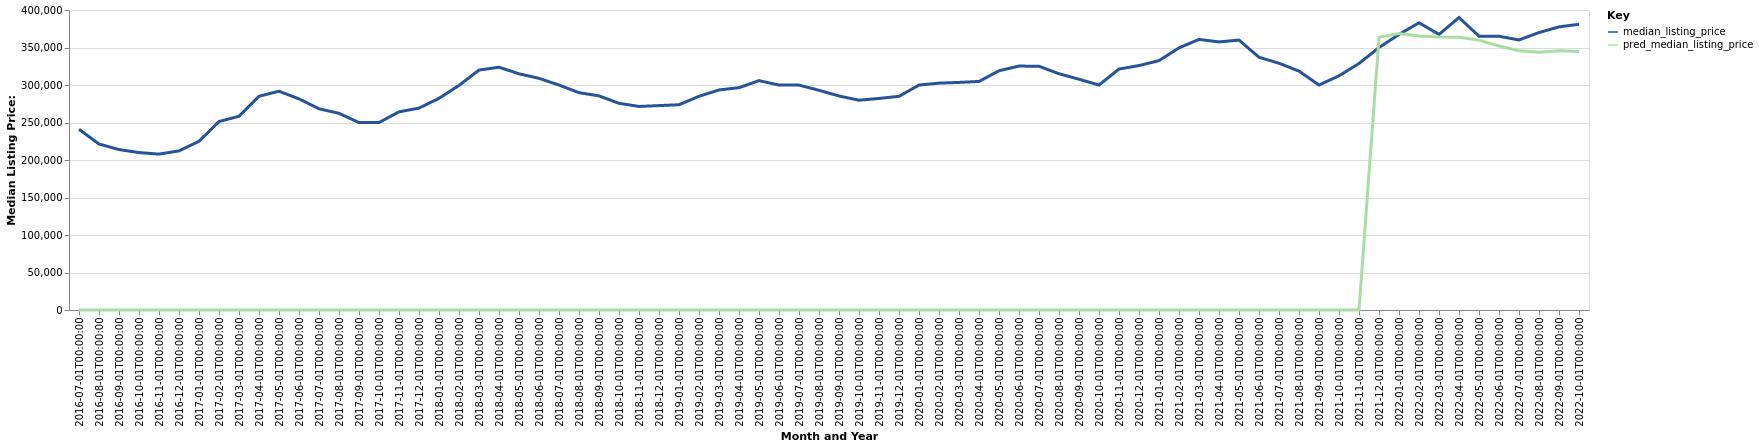 400,000
350,000
300,000
250,000
200,000
150,000
100,000
50,000
0
Median Listing Price:
2016-07-01T00:00:00
2016-08-01T00:00:00
2016-09-01T00:00:00
2016-10-01T00:00:00
2016-11-01T00:00:00
2016-12-01T00:00:00
2017-01-01T00:00:00
2017-02-01T00:00:00
2017-03-01T00:00:00
2017-04-01T00:00:00
2017-05-01T00:00:00
2017-06-01T00:00:00
2017-07-01T00:00:00
2017-08-01T00:00:00
2017-09-01T00:00:00
2017-10-01T00:00:00
2017-11-01T00:00:00
2017-12-01T00:00:00
2018-01-01T00:00:00
2018-02-01T00:00:00
2018-03-01T00:00:00
2018-04-01T00:00:00
2018-05-01T00:00:00
2018-06-01T00:00:00
2018-07-01T00:00:00
2018-08-01T00:00:00
2018-09-01T00:00:00
2018-10-01T00:00:00
2018-11-01T00:00:00
2018-12-01T00:00:00
2019-01-01T00:00:00
2019-02-01T00:00:00
2019-03-01T00:00:00
2019-04-01T00:00:00
2019-05-01T00:00:00
2019-06-01T00:00:00
2019-07-01T00:00:00
2019-08-01T00:00:00
2019-09-01T00:00:00
2019-10-01T00:00:00
2019-11-01T00:00:00
2019-12-01T00:00:00
2020-01-01T00:00:00
2020-02-01T00:00:00
2020-03-01T00:00:00
2020-04-01T00:00:00
2020-05-01T00:00:00
2020-06-01T00:00:00
2020-07-01T00:00:00
2020-08-01T00:00:00
2020-09-01T00:00:00
2020-10-01T00:00:00
2020-11-01T00:00:00
2020-12-01T00:00:00
2021-01-01T00:00:00
2021-02-01T00:00:00
2021-03-01T00:00:00
2021-04-01T00:00:00
2021-05-01T00:00:00
2021-06-01T00:00:00
2021-07-01T00:00:00
2021-08-01T00:00:00
2021-09-01T00:00:00
2021-10-01T00:00:00
2021-11-01T00:00:00
2021-12-01T00:00:00
2022-01-01T00:00:00
2022-02-01T00:00:00
2022-03-01T00:00:00
2022-04-01T00:00:00
2022-05-01T00:00:00
2022-06-01T00:00:00
2022-07-01T00:00:00
2022-08-01T00:00:00
2022-09-01T00:00:00
2022-10-01T00:00:00
Month and Year
Key
median_listing_price
pred_median_listing_price